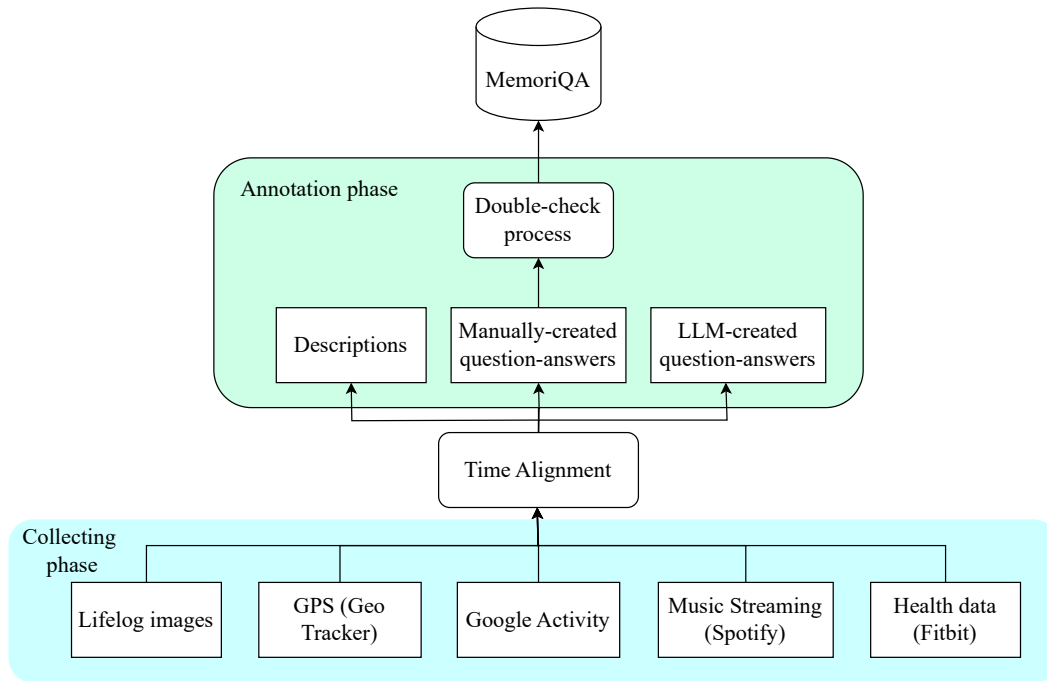 MemoriQA
Annotation phase
Double-check
process
Descriptions
Manually-created
question-answers
LLM-created
question-answers
Time Alignment
Collecting
phase
Lifelog images
GPS (Geo
Tracker)
Google Activity
Music Streaming
(Spotify)
Health data
(Fitbit)